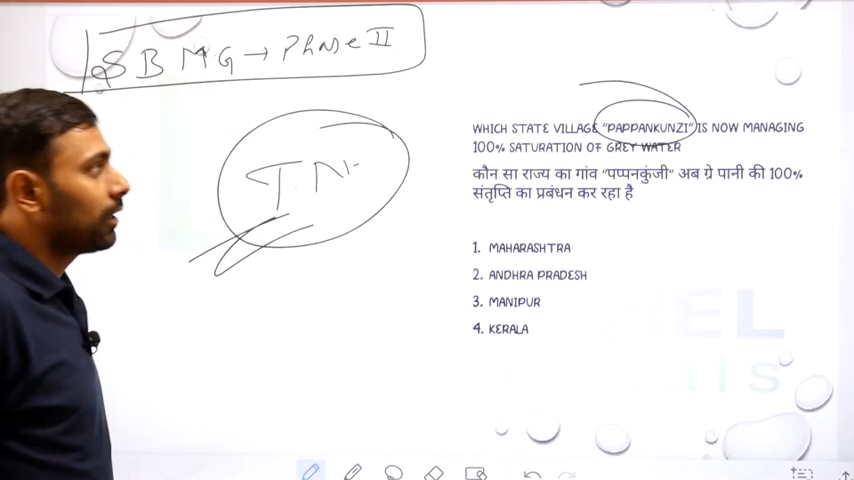 SBMG → Phase II
TN
WHICH STATE VILLAGE "PAPPANKUNZI" IS NOW MANAGING
100% SATURATION OF GREY WATER
कौन सा राज्य का गांव "पप्पनकुंजी" अब ग्रे पानी की 100%
संतृप्ति का प्रबंधन कर रहा है
1. MAHARASHTRA
2. ANDHRA PRADESH
3. MANIPUR
4. KERALA